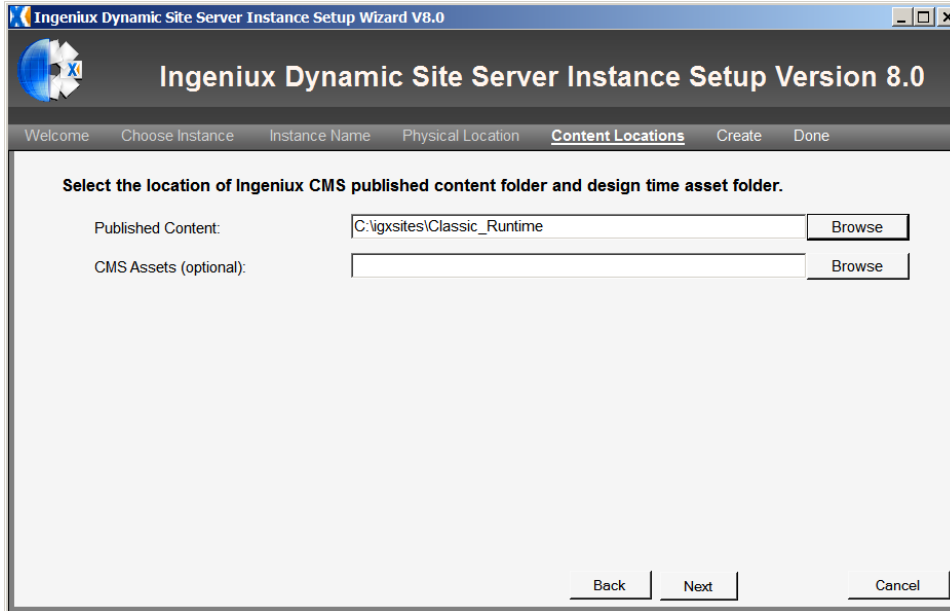 Ingeniux Dynamic Site Server Instance Setup Wizard V8.0
X
Ingeniux Dynamic Site Server Instance Setup Version 8.0
Welcome Choose Instance Instance Name Physical Location Content Locations Create Done
Select the location of Ingeniux CMS published content folder and design time asset folder.
Published Content: C:\igxsites\Classic_Runtime Browse
CMS Assets (optional): Browse
Back Next Cancel